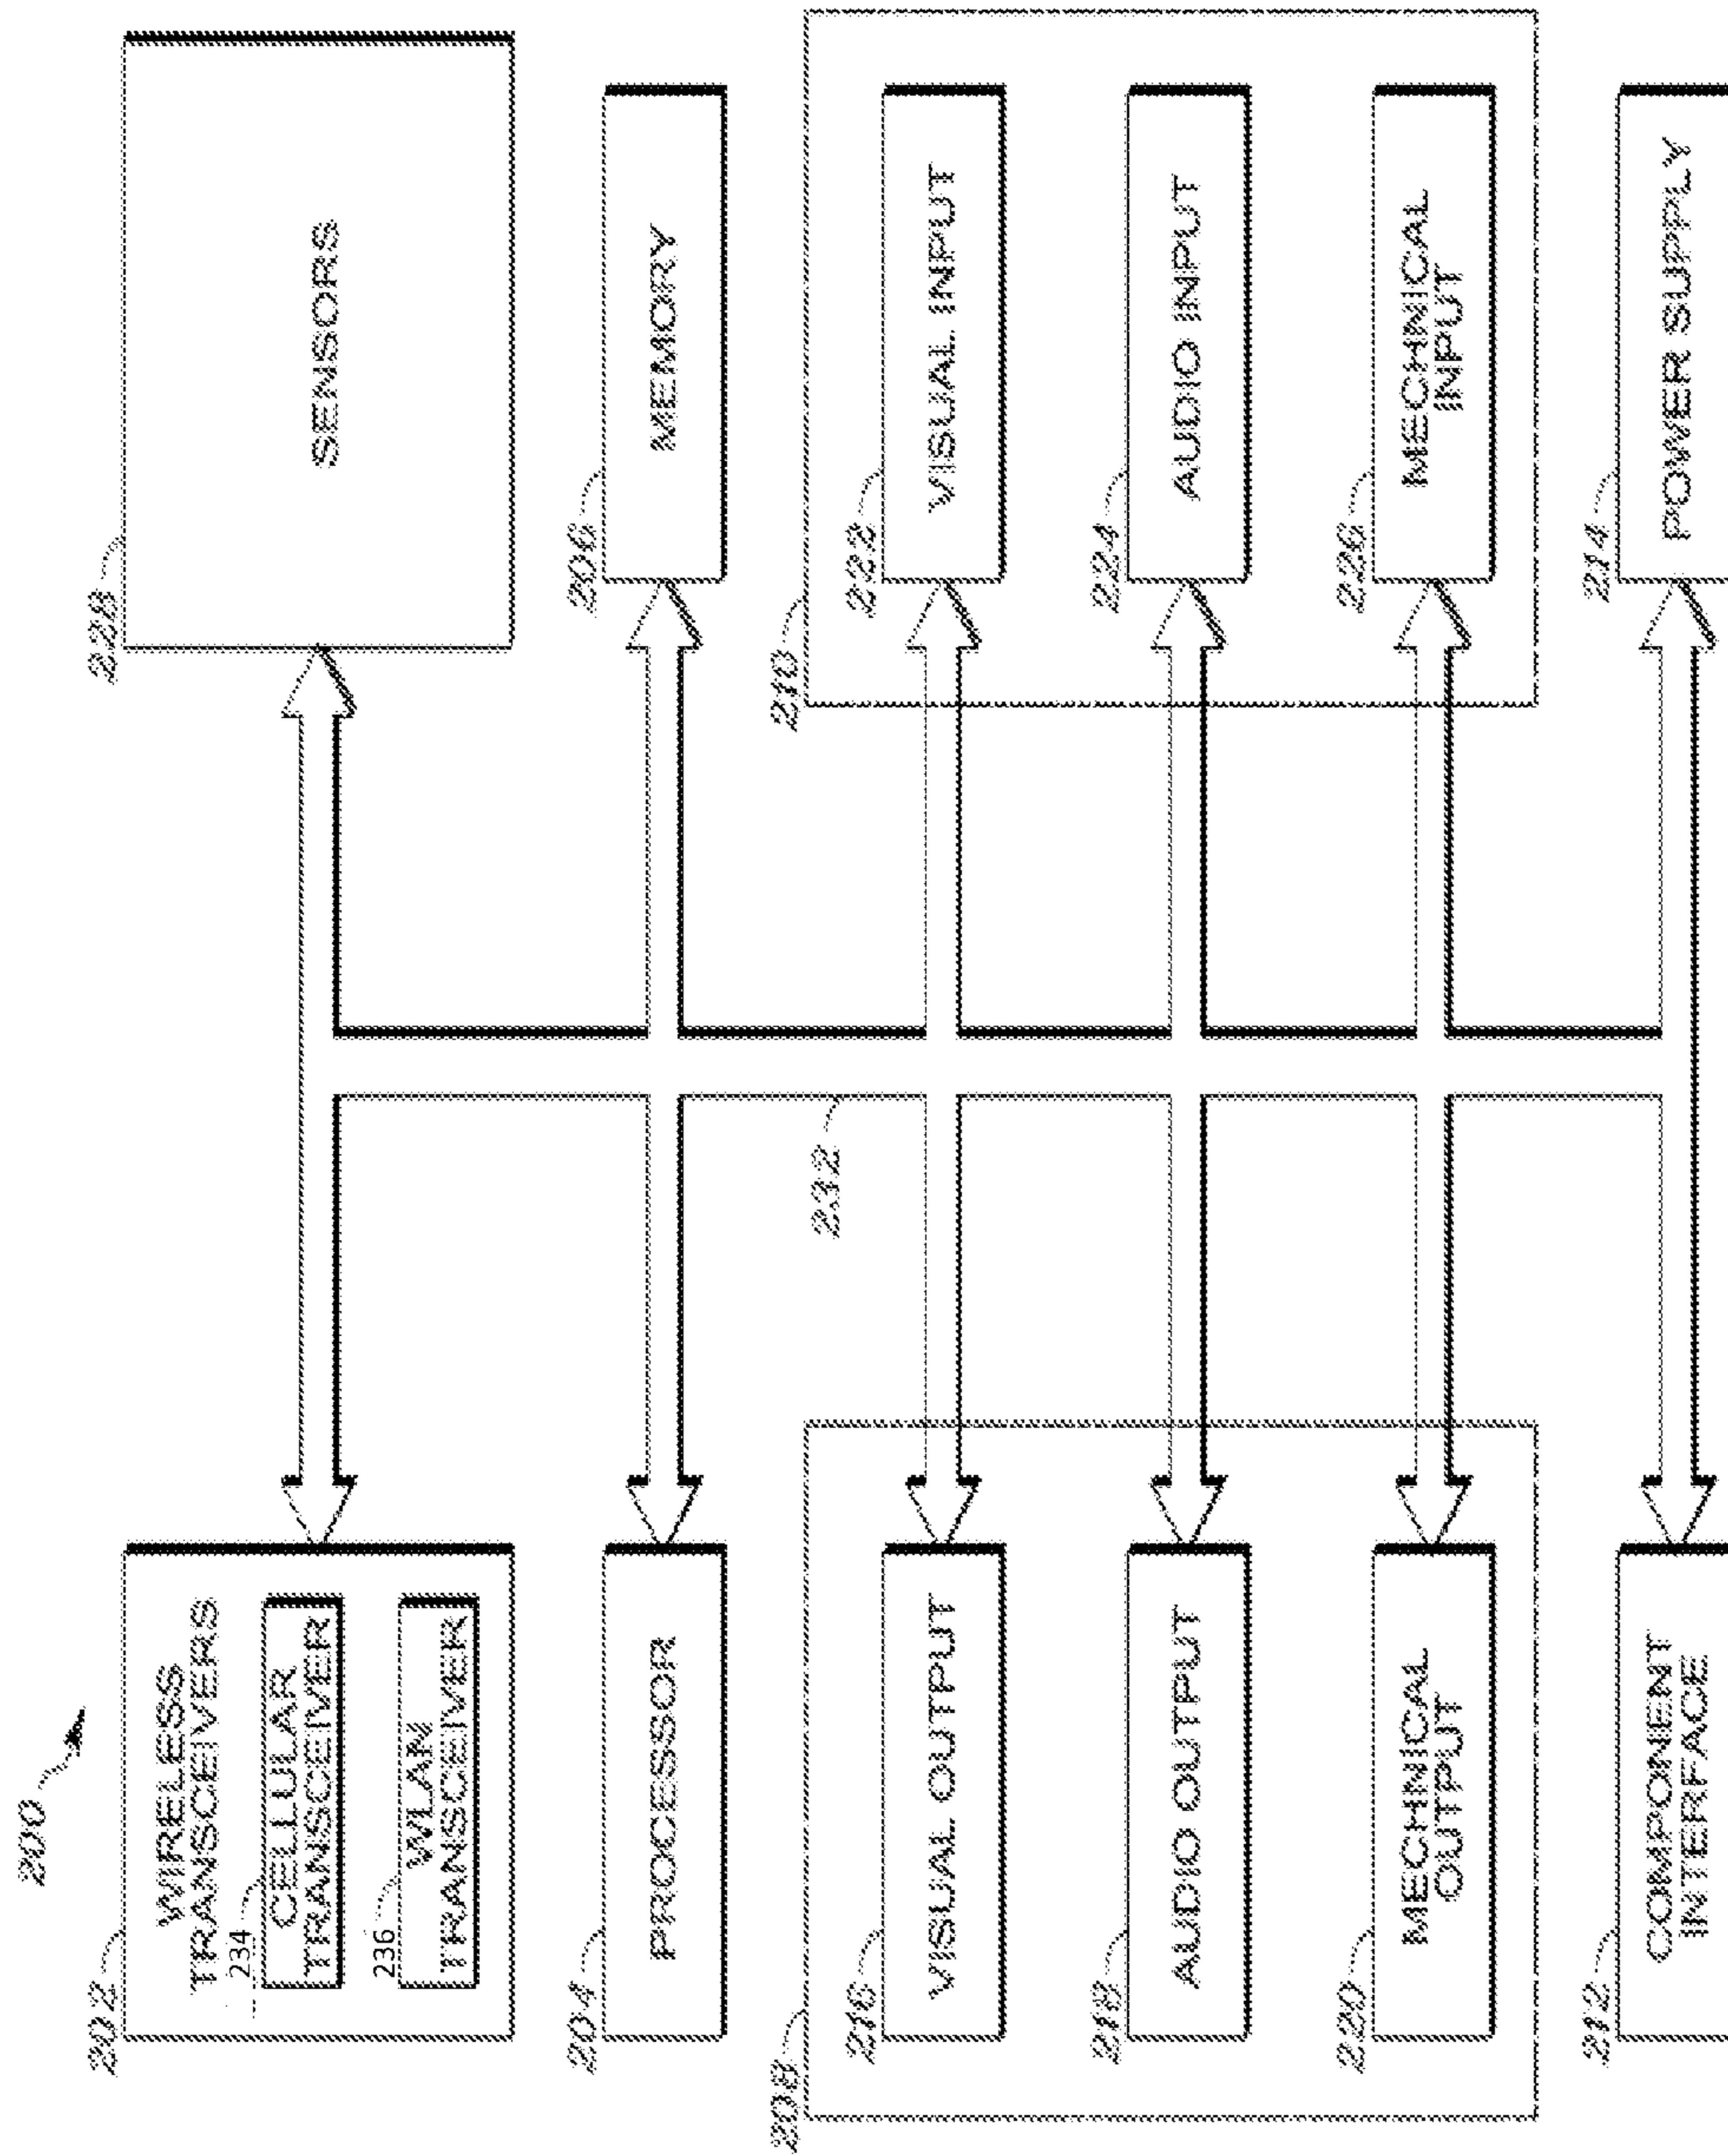 200
202
WIRELESS
TRANSCEIVERS
234
CELLULAR
TRANSCEIVER
236
WLAN
TRANSCEIVER
228
SENSORS
204
PROCESSOR
206
MEMORY
208
210
216
VISUAL OUTPUT
222
VISUAL INPUT
232
218
AUDIO OUTPUT
224
AUDIO INPUT
220
MECHNICAL
OUTPUT
226
MECHNICAL
INPUT
212
COMPONENT
INTERFACE
214
POWER SUPPLY